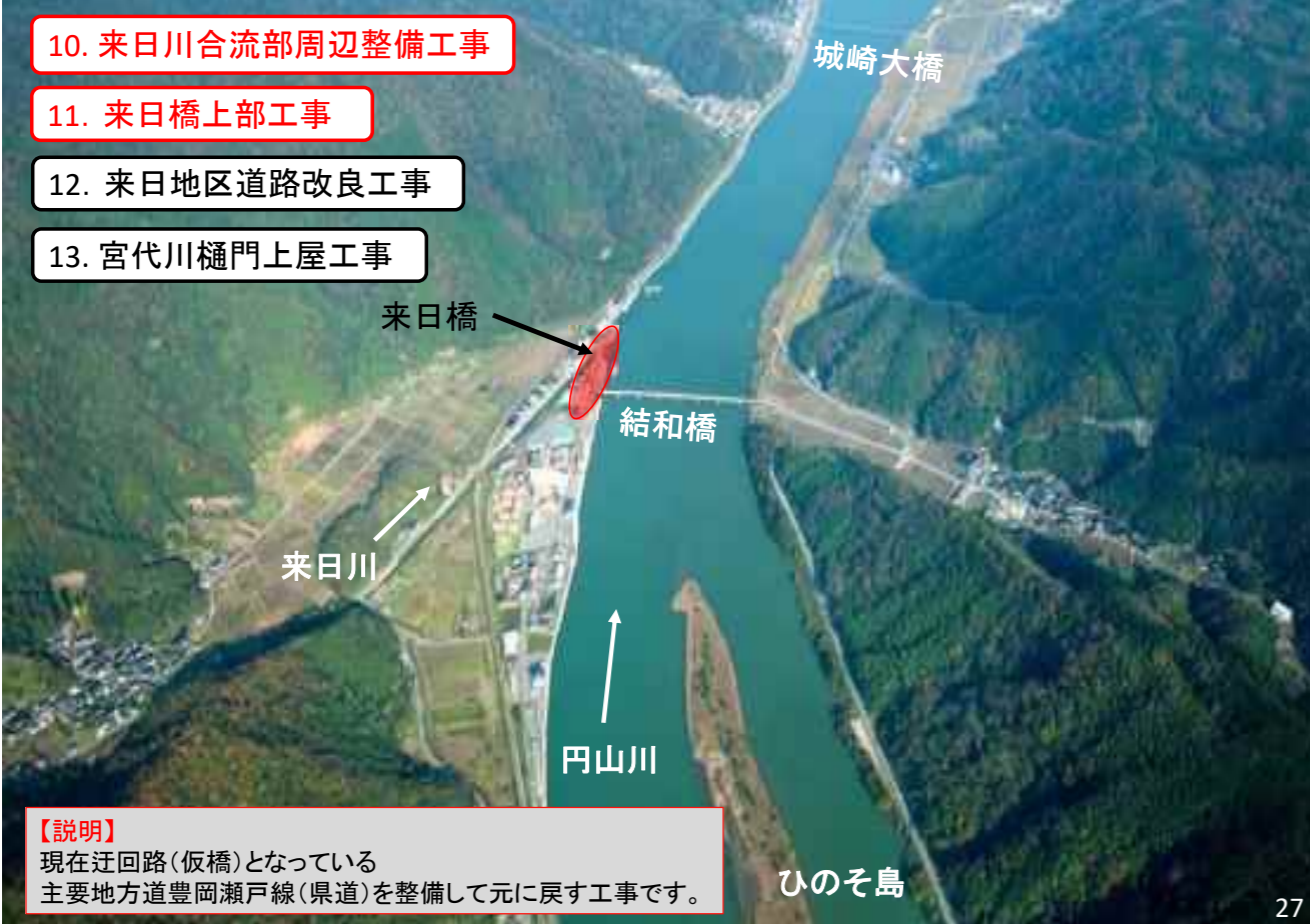 10. 来日川合流部周辺整備工事
11. 来日橋上部工事
12. 来日地区道路改良工事
13. 宮代川樋門上屋工事
城崎大橋
来日橋
結和橋
来日川
円山川
ひのそ島
【説明】
現在迂回路(仮橋)となっている
主要地方道豊岡瀬戸線(県道)を整備して元に戻す工事です。
27